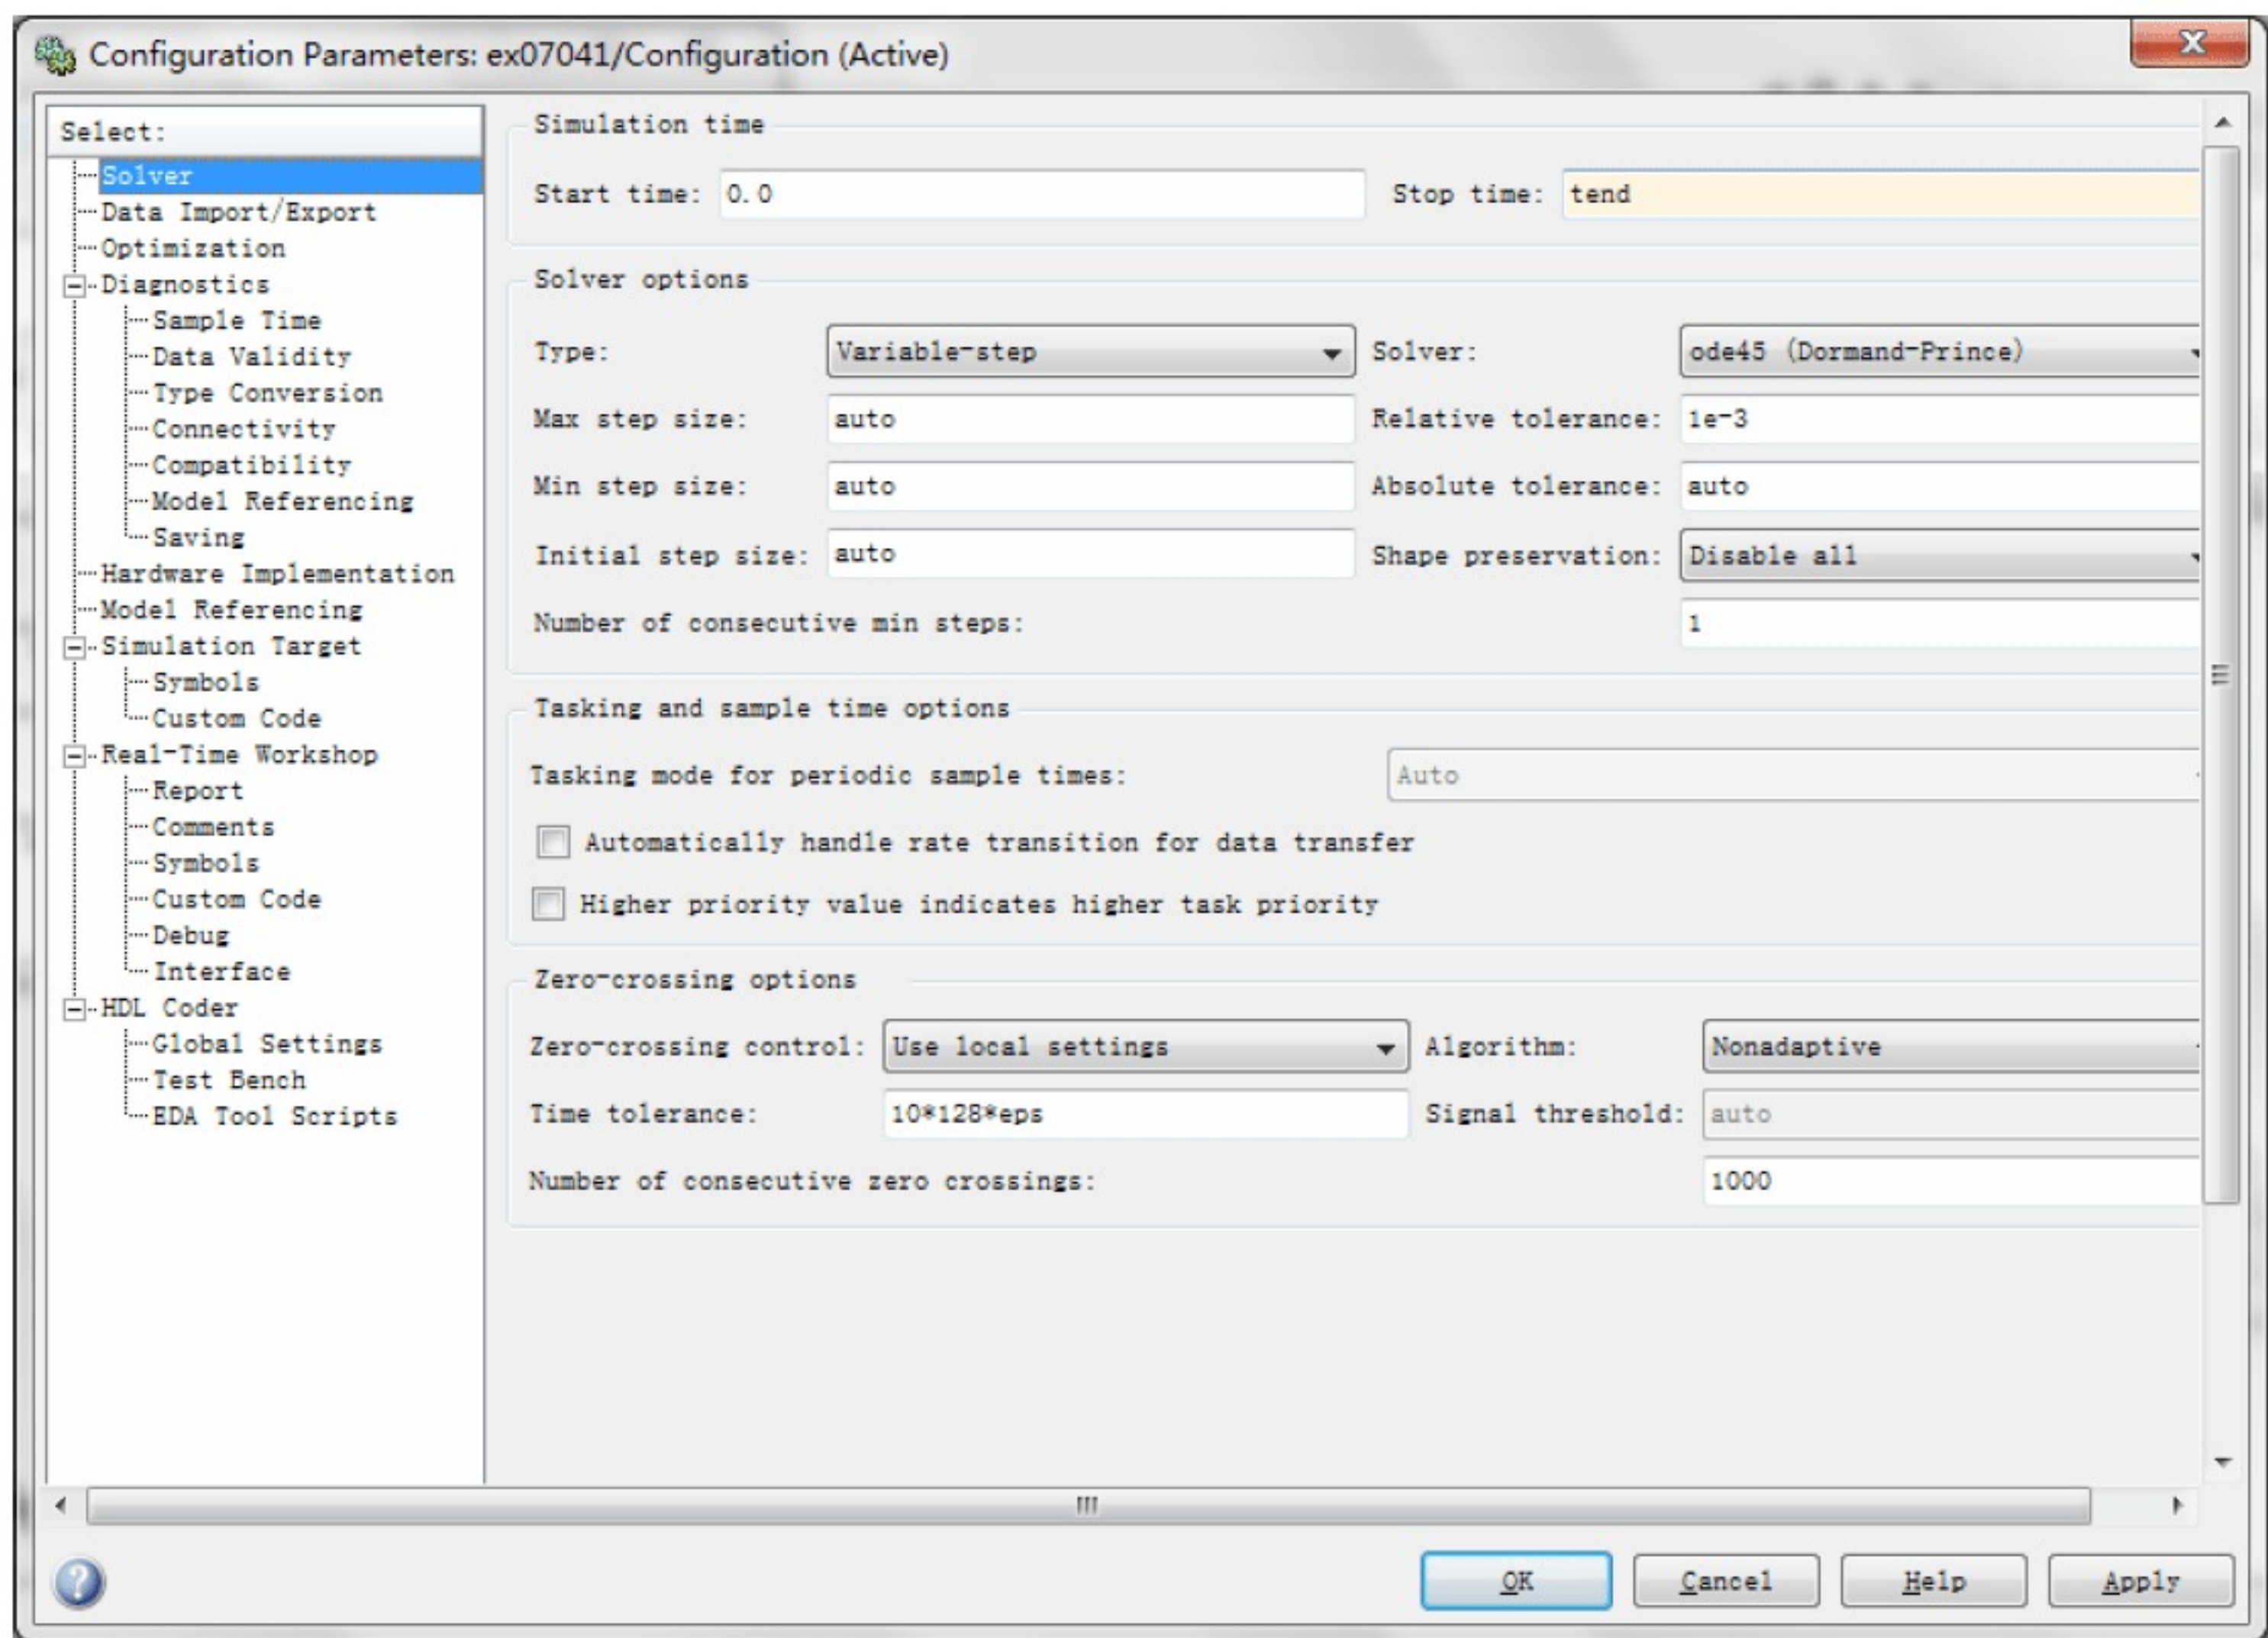 Configuration Parameters: ex07041/Configuration (Active)
Select:
Solver
Data Import/Export
Optimization
Diagnostics
Sample Time
Data Validity
Type Conversion
Connectivity
Compatibility
Model Referencing
Saving
Hardware Implementation
Model Referencing
Simulation Target
Symbols
Custom Code
Real-Time Workshop
Report
Comments
Symbols
Custom Code
Debug
Interface
HDL Coder
Global Settings
Test Bench
EDA Tool Scripts
Simulation time
Start time: 0.0 Stop time: tend
Solver options
Type: Variable-step Solver: ode45 (Dormand-Prince)
Max step size: auto Relative tolerance: 1e-3
Min step size: auto Absolute tolerance: auto
Initial step size: auto Shape preservation: Disable all
Number of consecutive min steps: 1
Tasking and sample time options
Tasking mode for periodic sample times: Auto
Automatically handle rate transition for data transfer
Higher priority value indicates higher task priority
Zero-crossing options
Zero-crossing control: Use local settings Algorithm: Nonadaptive
Time tolerance: 10*128*eps Signal threshold: auto
Number of consecutive zero crossings: 1000
OK Cancel Help Apply